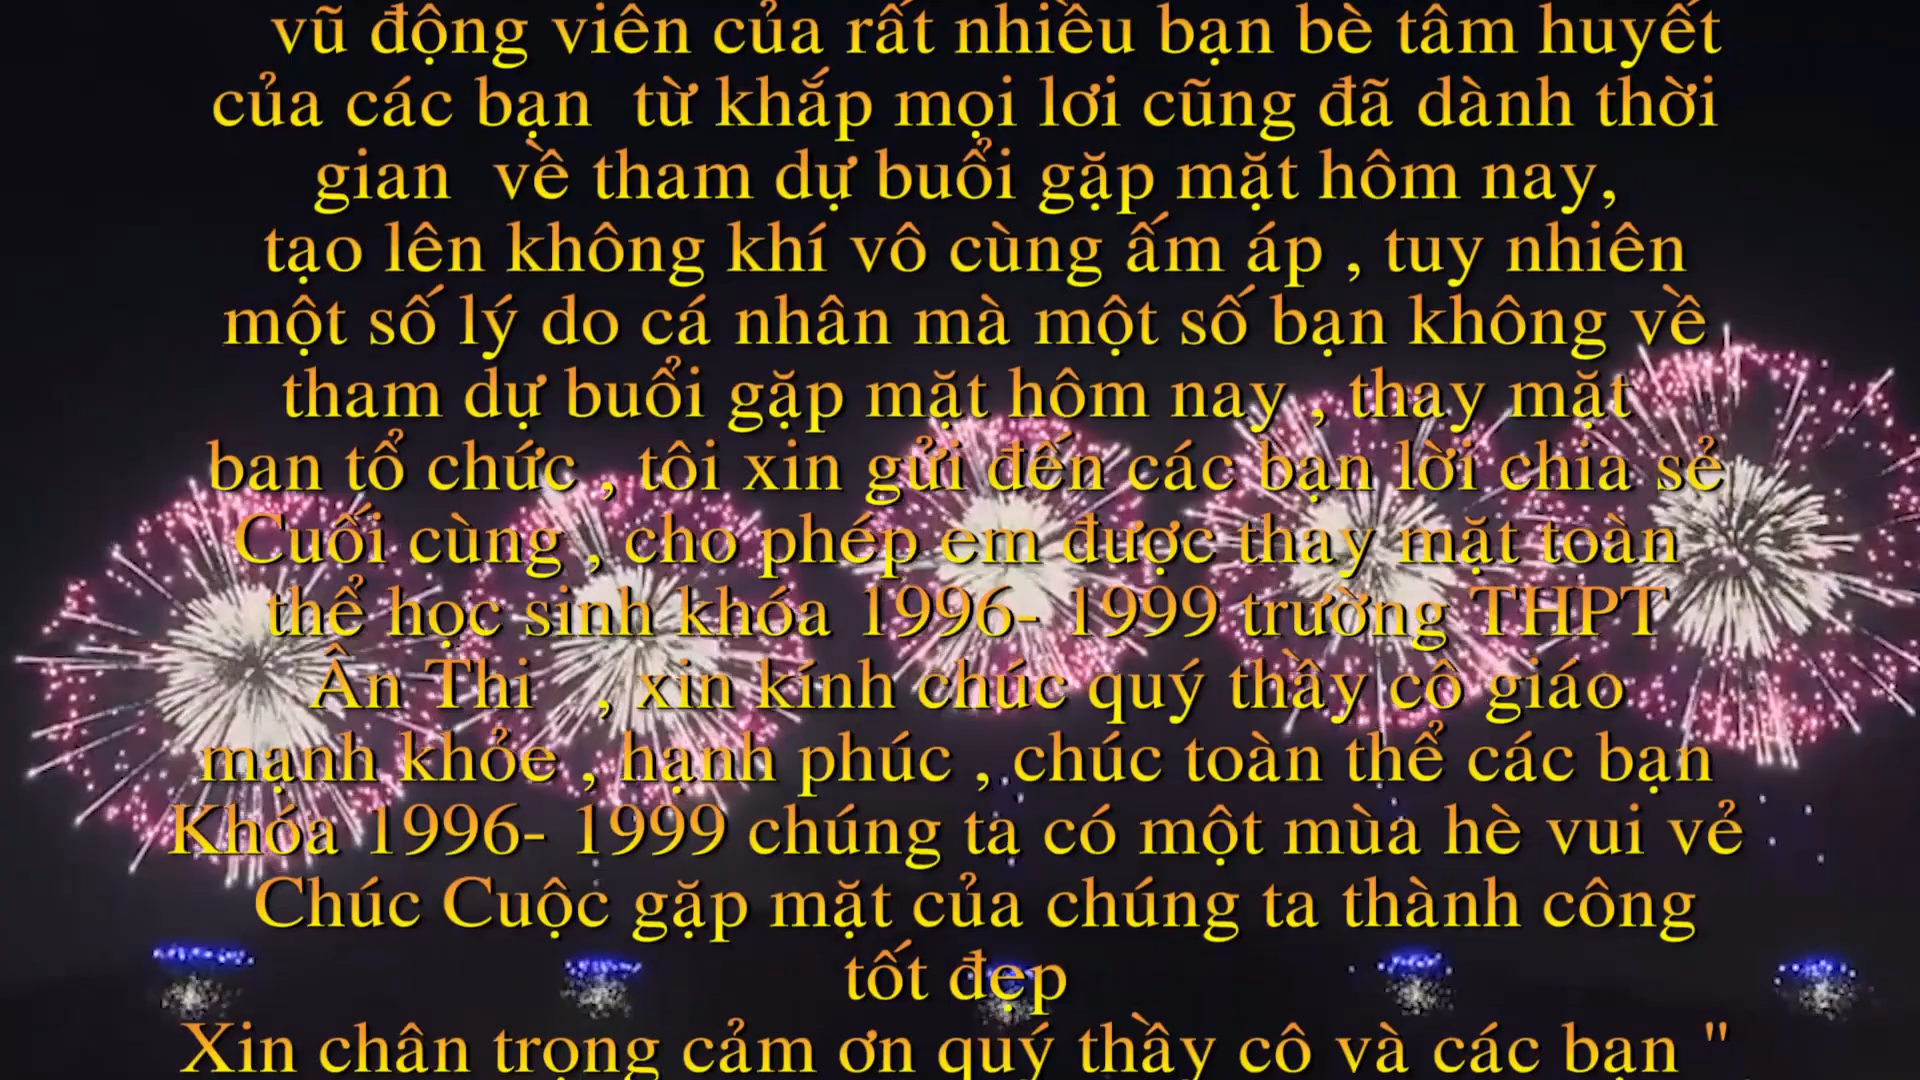 vũ động viên của rất nhiều bạn bè tâm huyết
của các bạn  từ khắp mọi lơi cũng đã dành thời
gian  về tham dự buổi gặp mặt hôm nay,
tạo lên không khí vô cùng ấm áp , tuy nhiên
một số lý do cá nhân mà một số bạn không về
tham dự buổi gặp mặt hôm nay , thay mặt
ban tổ chức , tôi xin gửi đến các bạn lời chia sẻ
Cuối cùng , cho phép em được thay mặt toàn
thể học sinh khóa 1996- 1999 trường THPT
Ân Thi  , xin kính chúc quý thầy cô giáo
mạnh khỏe , hạnh phúc , chúc toàn thể các bạn
Khóa 1996- 1999 chúng ta có một mùa hè vui vẻ
Chúc Cuộc gặp mặt của chúng ta thành công
tốt đẹp
Xin chân trọng cảm ơn quý thầy cô và các bạn "